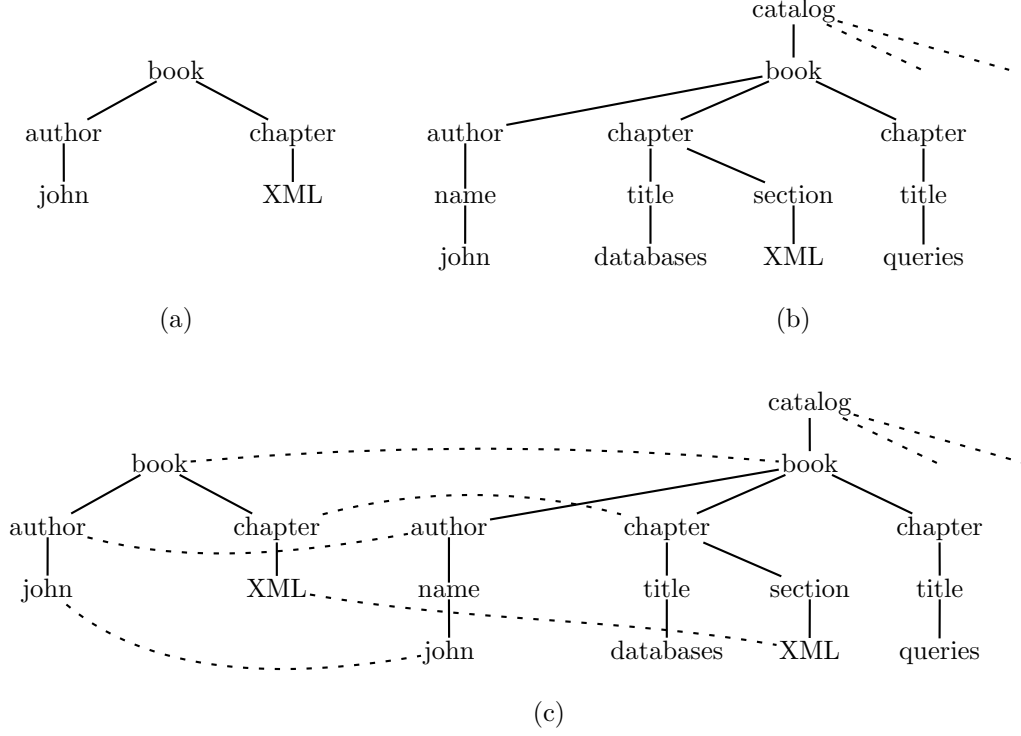 catalog
book book
author chapter author chapter chapter
john XML name title section title
john databases XML queries
(a) (b)
catalog
book book
author chapter author chapter chapter
john XML name title section title
john databases XML queries
(c)